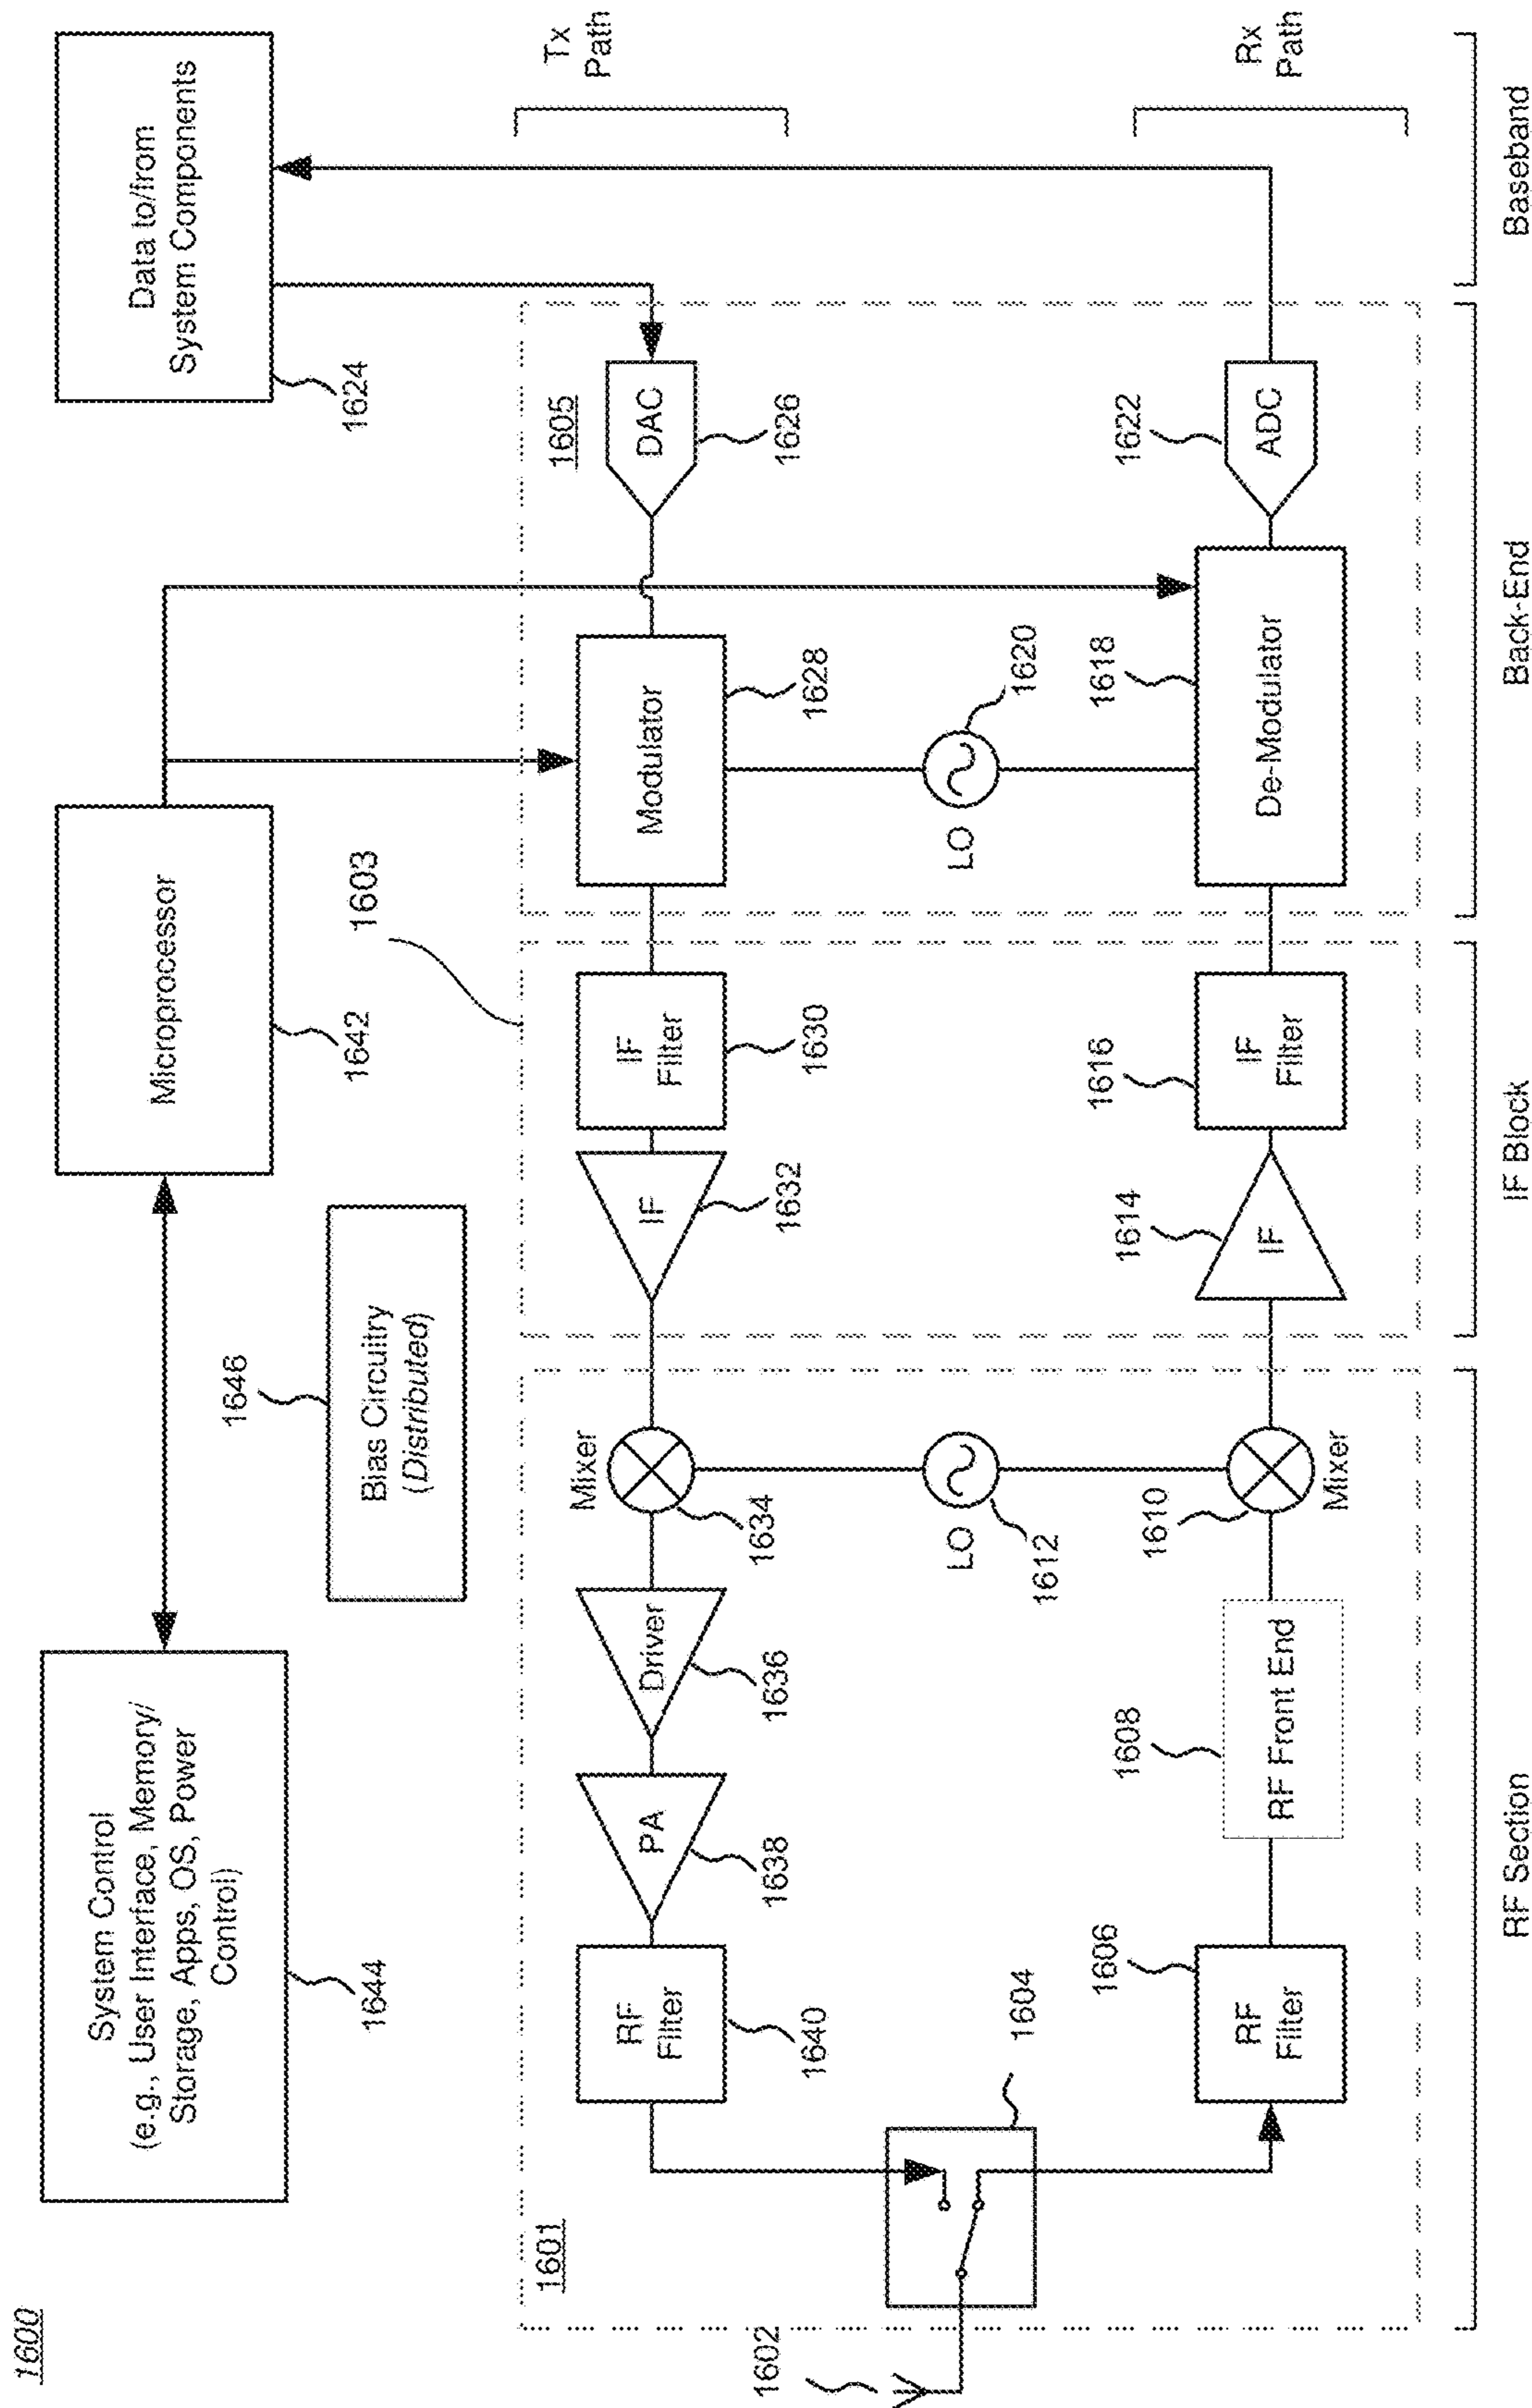 1600
System Control
(e.g., User Interface, Memory/
Storage, Apps, OS, Power
Control)
1644
Microprocessor
1642
Data to/from
System Components
1624
1646
Bias Circuitry
(Distributed)
1603
Tx
Path
1601
1605
RF
Filter
1640
PA
1638
Driver
1636
Mixer
1634
IF
1632
IF
Filter
1630
Modulator
1628
DAC
1626
1602
1604
LO
1612
LO
1620
Rx
Path
1606
RF
Filter
1608
RF Front End
1610
Mixer
1614
IF
1616
IF
Filter
1618
De-Modulator
1622
ADC
RF Section
IF Block
Back-End
Baseband